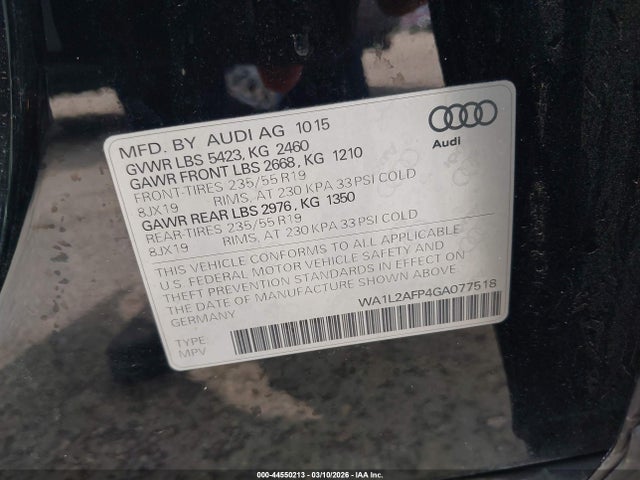 MFD. BY AUDI AG 10 15
GVWR LBS 5423, KG 2460
GAWR FRONT LBS 2668, KG 1210
FRONT-TIRES 235/55 R19
8JX19 RIMS, AT 230 KPA 33 PSI COLD
GAWR REAR LBS 2976, KG 1350
REAR-TIRES 235/55 R19
8JX19 RIMS, AT 230 KPA 33 PSI COLD
THIS VEHICLE CONFORMS TO ALL APPLICABLE
U.S. FEDERAL MOTOR VEHICLE SAFETY AND
THEFT PREVENTION STANDARDS IN EFFECT ON
THE DATE OF MANUFACTURE SHOWN ABOVE.
GERMANY
WA1L2AFP4GA077518
TYPE:
MPV
Audi
000-44550213 - 03/10/2026 - IAA Inc.